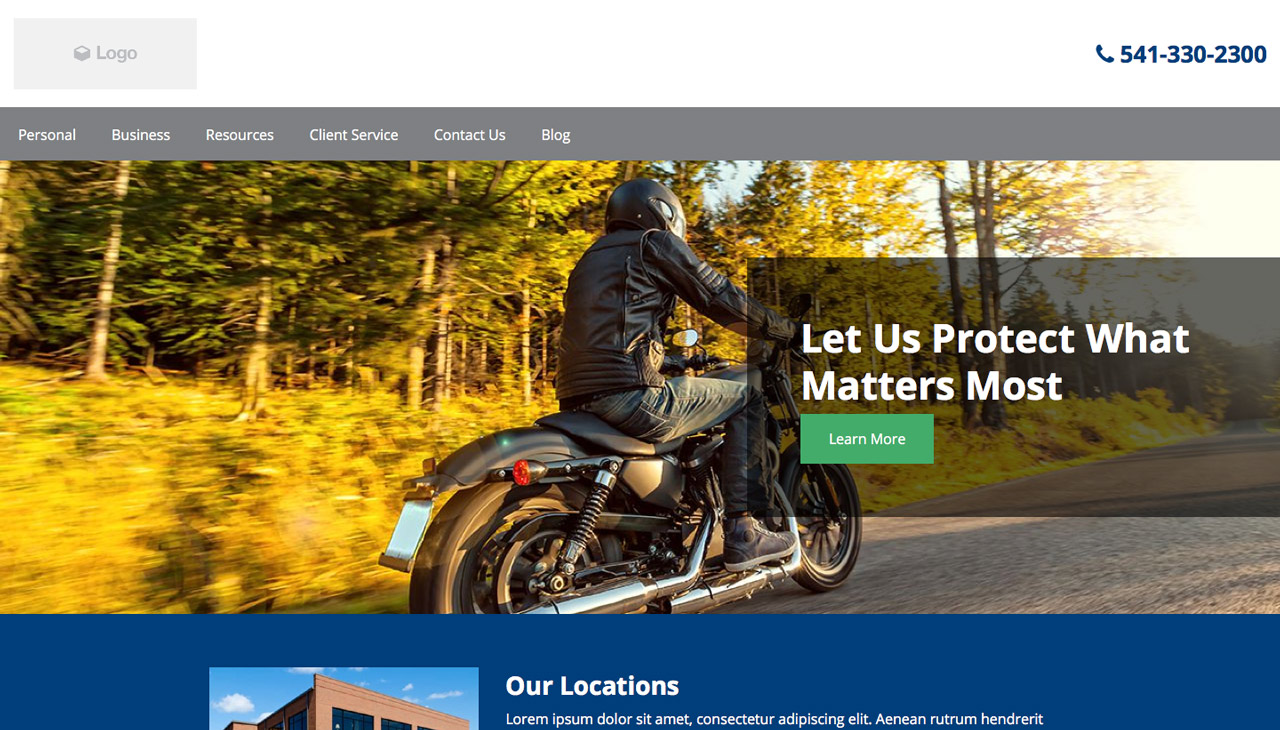 Logo
541-330-2300
Personal Business Resources Client Service Contact Us Blog
Let Us Protect What
Matters Most
Learn More
Our Locations
Lorem ipsum dolor sit amet, consectetur adipiscing elit. Aenean rutrum hendrerit